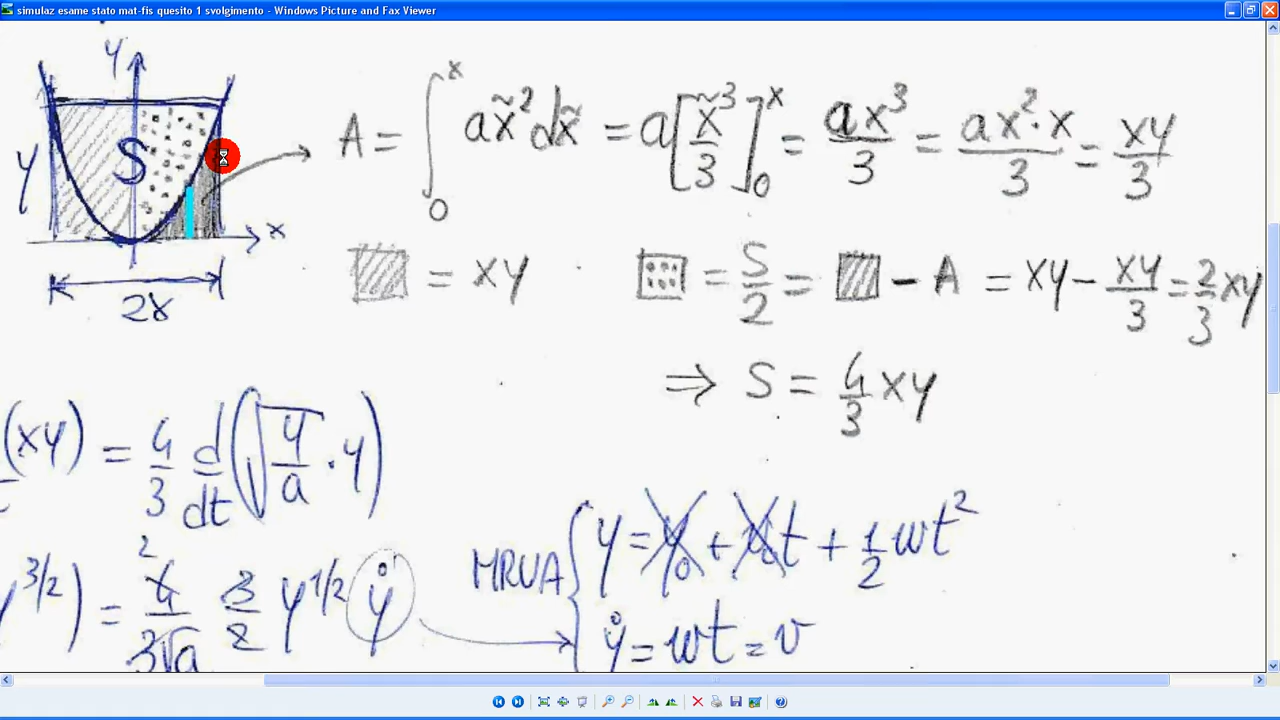 simulaz esame stato mat-fis quesito 1 svolgimento - Windows Picture and Fax Viewer
y
S
y
x
2x
A = ∫₀ˣ ax̃² dx̃ = a[x̃³/3]₀ˣ = ax³/3 = ax²·x/3 = xy/3
= xy
= S/2 = - A = xy - xy/3 = 2/3 xy
⇒ S = 4/3 xy
(xy) = 4/3 d/dt (√(y/a) · y)
MRUA { y = y₀ + v₀t + 1/2 wt²
y^3/2) = 4/3√a 3/2 y^1/2 ẏ
2
ẏ = wt = v